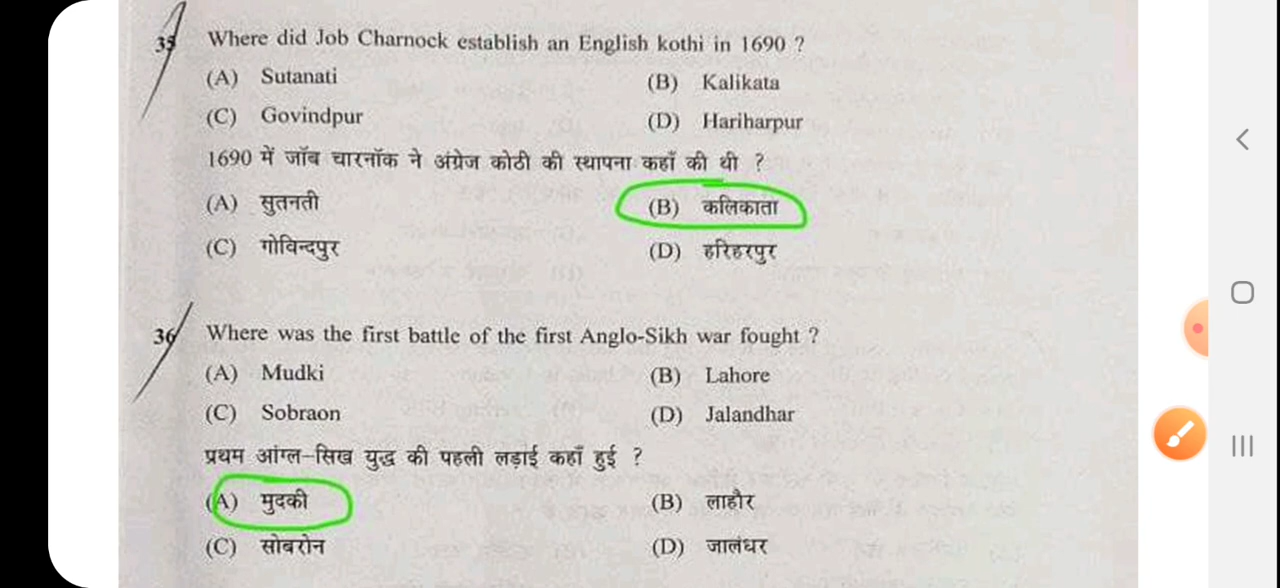 35 Where did Job Charnock establish an English kothi in 1690 ?
(A) Sutanati (B) Kalikata
(C) Govindpur (D) Hariharpur
1690 में जॉब चारनॉक ने अंग्रेज कोठी की स्थापना कहाँ की थी ?
(A) सुतनती (B) कलिकाता
(C) गोविन्दपुर (D) हरिहरपुर
36 Where was the first battle of the first Anglo-Sikh war fought ?
(A) Mudki (B) Lahore
(C) Sobraon (D) Jalandhar
प्रथम आंग्ल-सिख युद्ध की पहली लड़ाई कहाँ हुई ?
(A) मुदकी (B) लाहौर
(C) सोबरोन (D) जालंधर